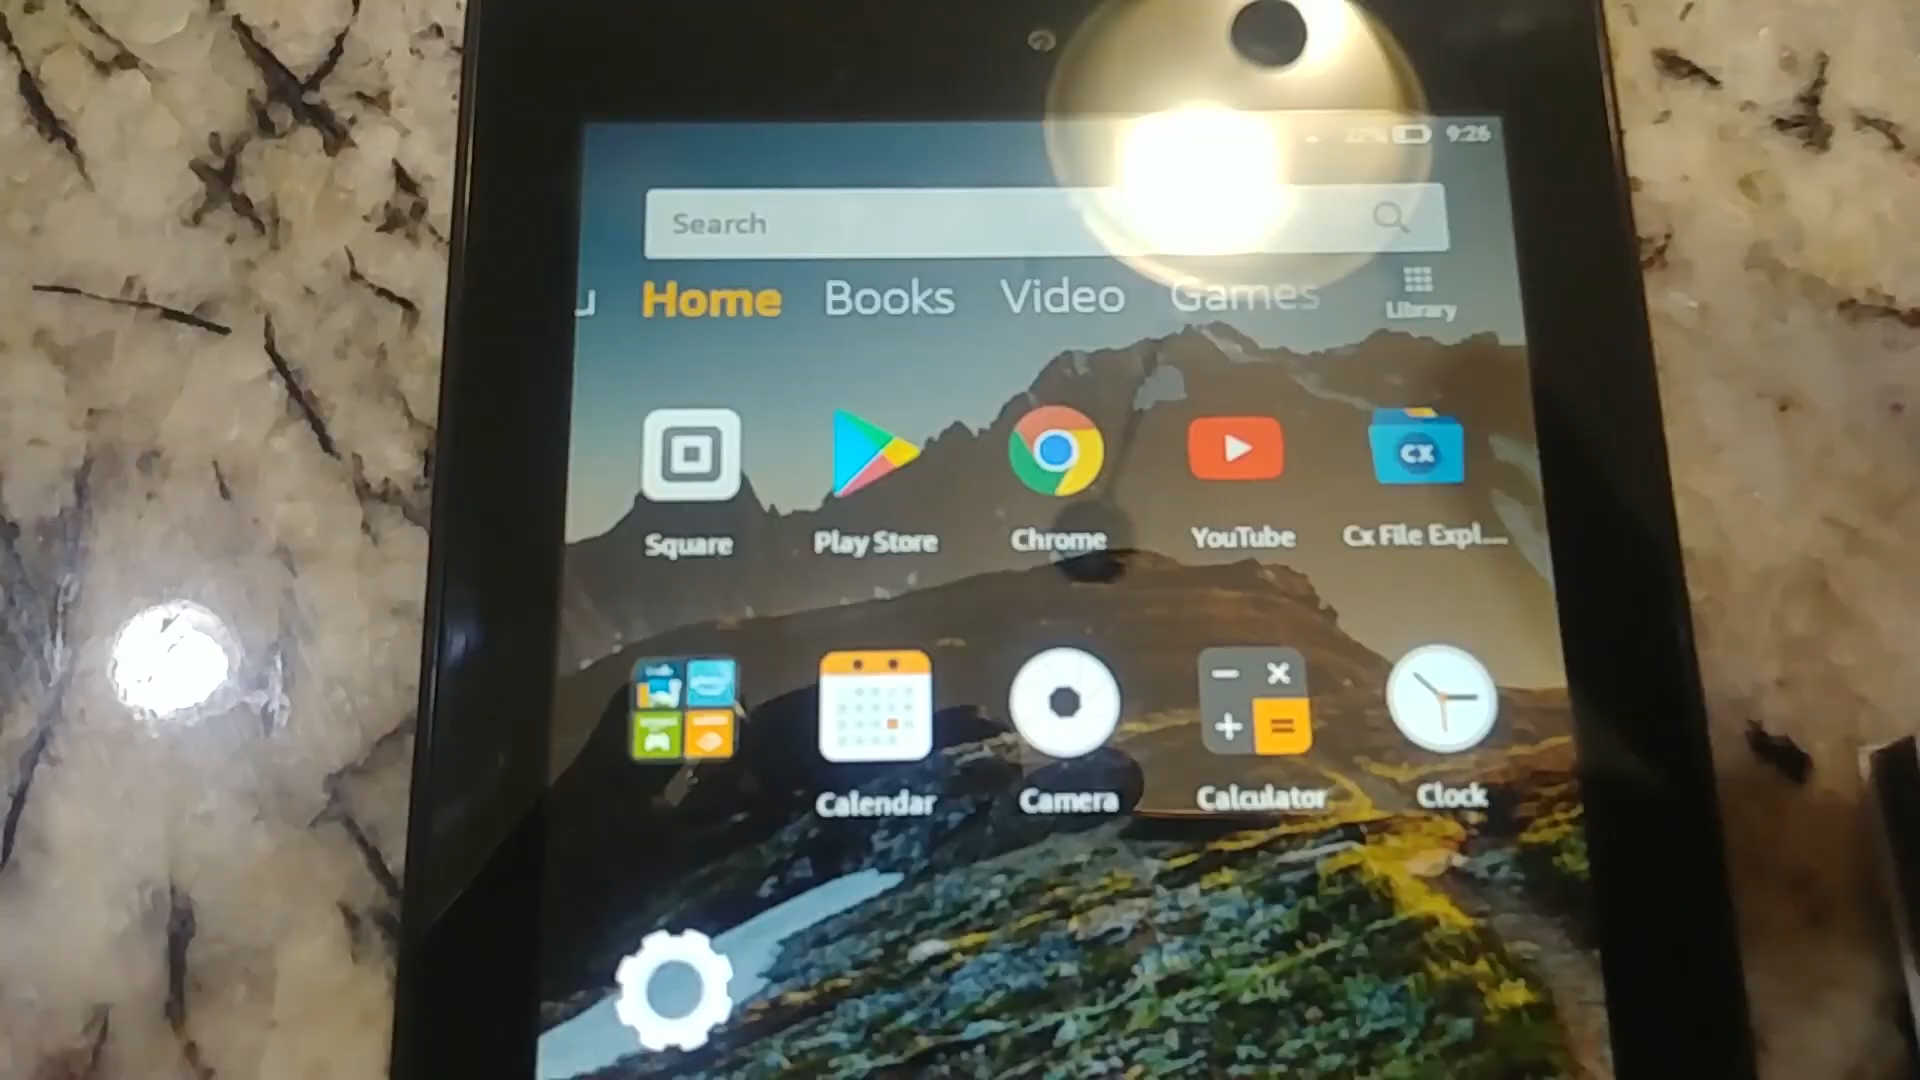 22% 9:26
Search
u Home Books Video Games Library
Square Play Store Chrome YouTube Cx File Expl...
CX
Calendar Camera Calculator Clock